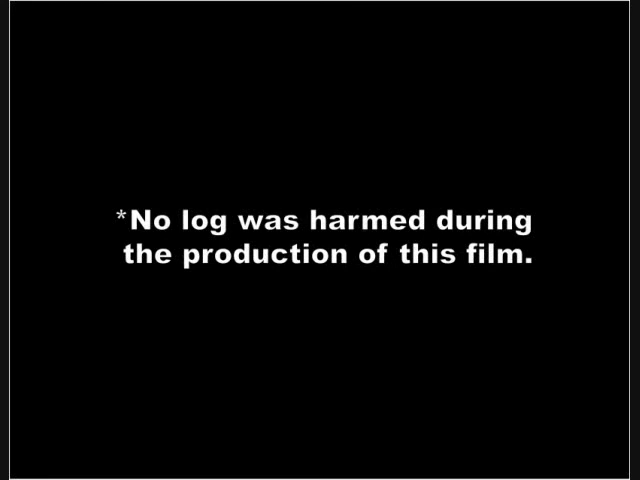 *No log was harmed during
the production of this film.